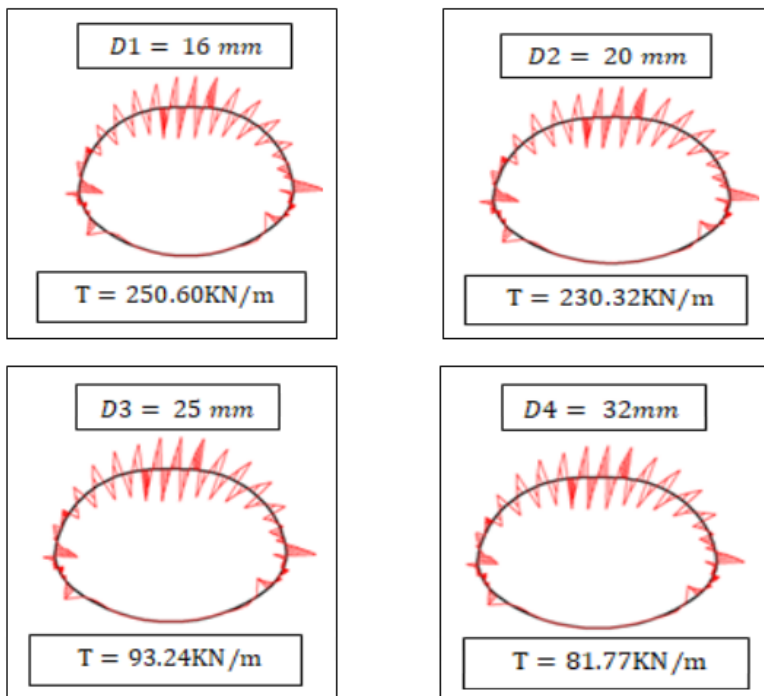 D1 = 16 mm
T = 250.60KN/m
D2 = 20 mm
T = 230.32KN/m
D3 = 25 mm
T = 93.24KN/m
D4 = 32mm
T = 81.77KN/m